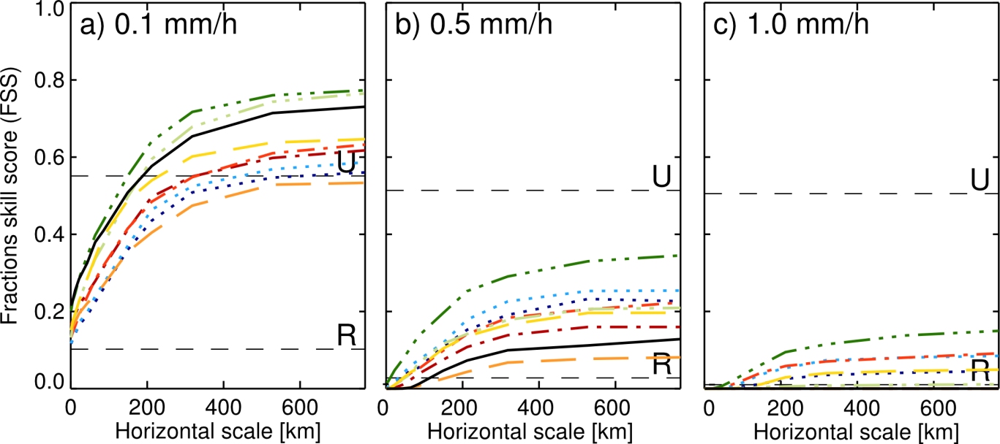 a) 0.1 mm/h
b) 0.5 mm/h
c) 1.0 mm/h
Fractions skill score (FSS)
1.0
0.8
0.6
0.4
0.2
0.0
U
R
U
R
U
R
0 200 400 600
0 200 400 600
0 200 400 600
Horizontal scale [km]
Horizontal scale [km]
Horizontal scale [km]